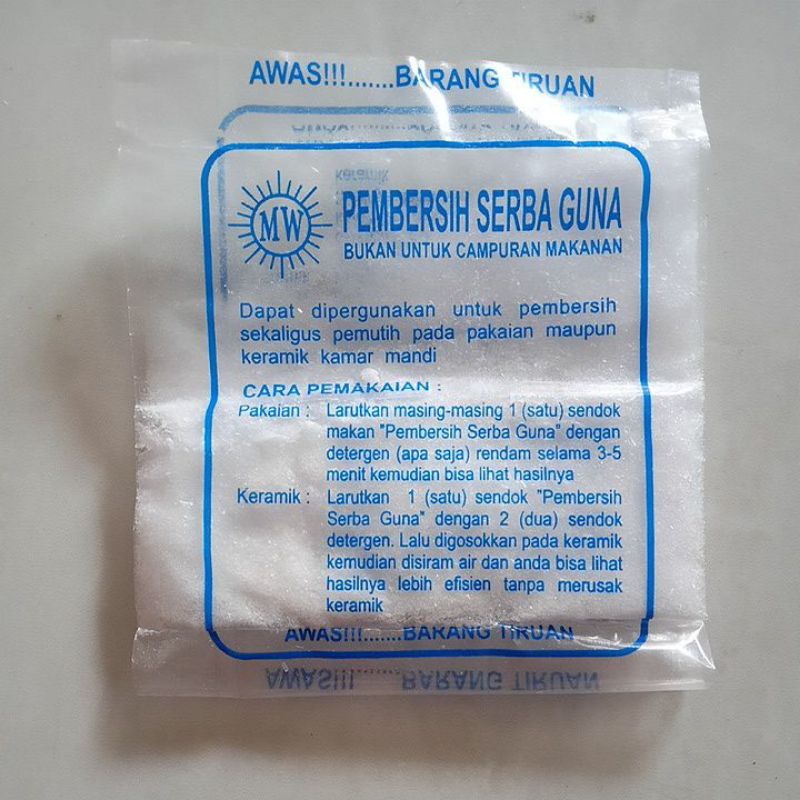 AWAS!!!.......BARANG TIRUAN
keramik
MW
PEMBERSIH SERBA GUNA
BUKAN UNTUK CAMPURAN MAKANAN
Dapat dipergunakan untuk pembersih
sekaligus pemutih pada pakaian maupun
keramik kamar mandi
CARA PEMAKAIAN :
Pakaian : Larutkan masing-masing 1 (satu) sendok
makan "Pembersih Serba Guna" dengan
detergen (apa saja) rendam selama 3-5
menit kemudian bisa lihat hasilnya
Keramik : Larutkan 1 (satu) sendok "Pembersih
Serba Guna" dengan 2 (dua) sendok
detergen. Lalu digosokkan pada keramik
kemudian disiram air dan anda bisa lihat
hasilnya lebih efisien tanpa merusak
keramik
AWAS!!!.......BARANG TIRUAN
AWAS!!!.......BARANG TIRUAN